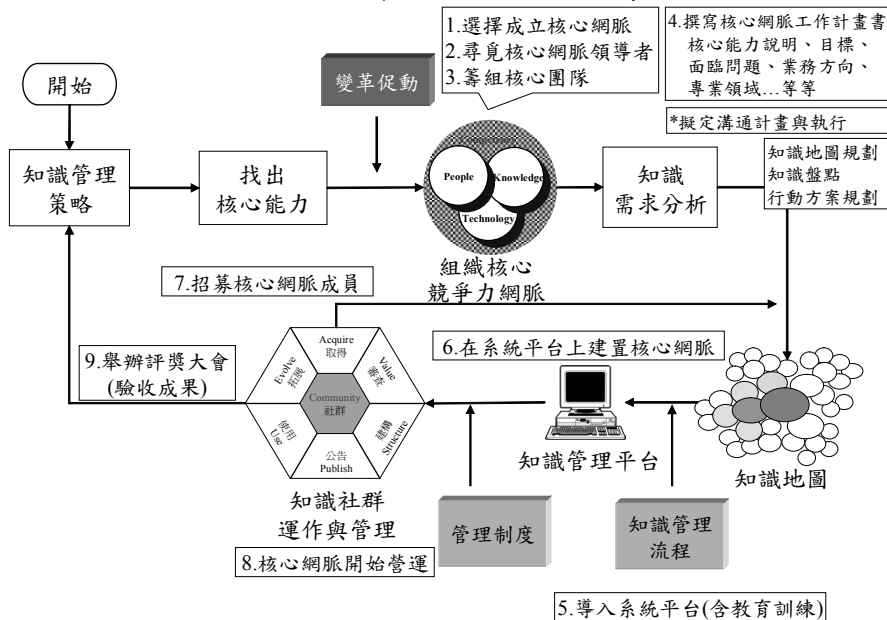 1.選擇成立核心網脈
2.尋覓核心網脈領導者
3.籌組核心團隊
4.撰寫核心網脈工作計畫書
核心能力說明、目標、
面臨問題、業務方向、
專業領域…等等
*擬定溝通計畫與執行
開始
變革促動
知識管理
策略
找出
核心能力
People
Knowledge
Technology
組織核心
競爭力網脈
知識
需求分析
知識地圖規劃
知識盤點
行動方案規劃
7.招募核心網脈成員
9.舉辦評獎大會
(驗收成果)
6.在系統平台上建置核心網脈
Acquire
取得
Value
審查
建構
Structure
公告
Publish
使用
Use
Evolve
拓展
Community
社群
知識管理平台
知識地圖
知識社群
運作與管理
8.核心網脈開始營運
管理制度
知識管理
流程
5.導入系統平台(含教育訓練)